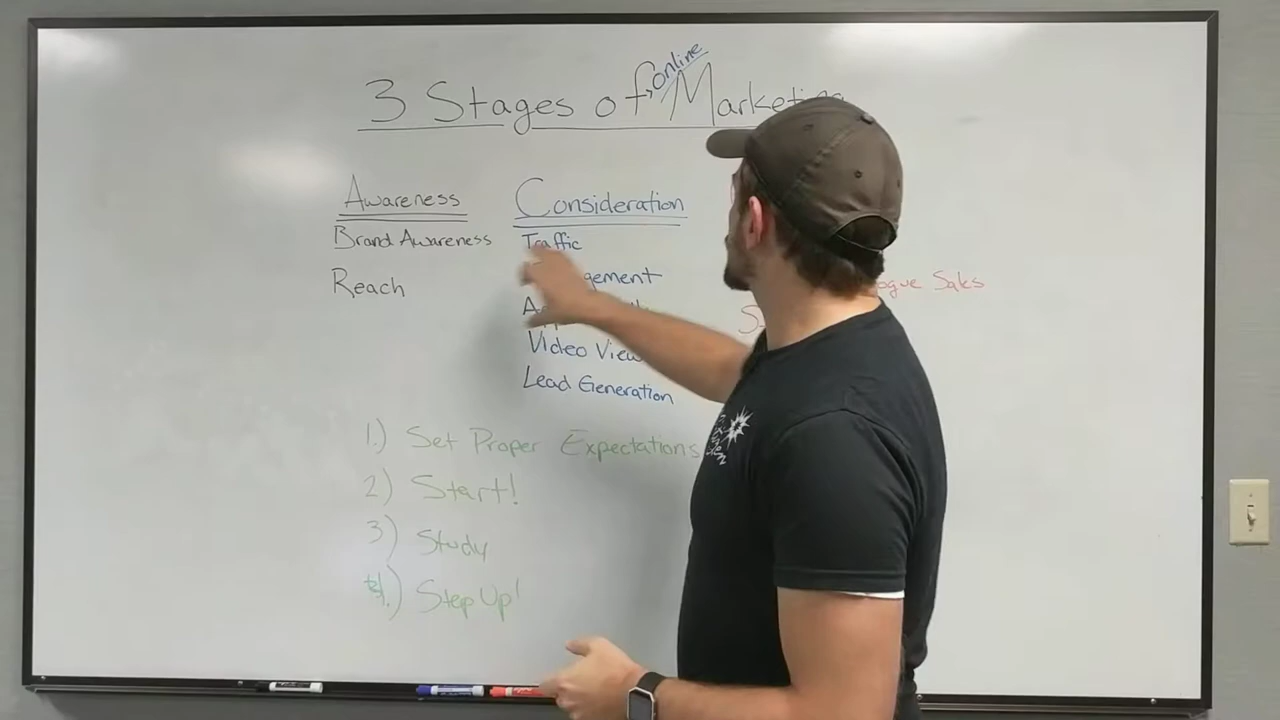 3 Stages of online Marketing
Awareness
Brand Awareness
Reach
Consideration
Traffic
Video
Lead Generation
Sales
1.) Set Proper Expectations
2) Start!
3) Study
4.) Step Up!